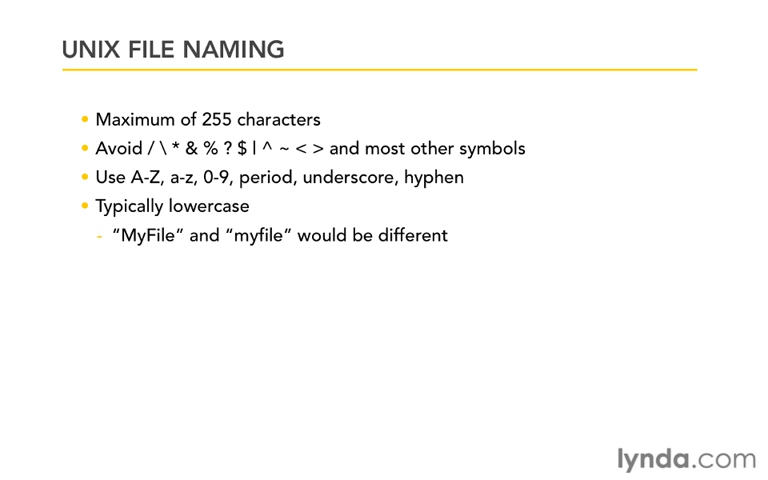 UNIX FILE NAMING
• Maximum of 255 characters
• Avoid / \ * & % ? $ | ^ ~ < > and most other symbols
• Use A-Z, a-z, 0-9, period, underscore, hyphen
• Typically lowercase
- “MyFile” and “myfile” would be different
lynda.com